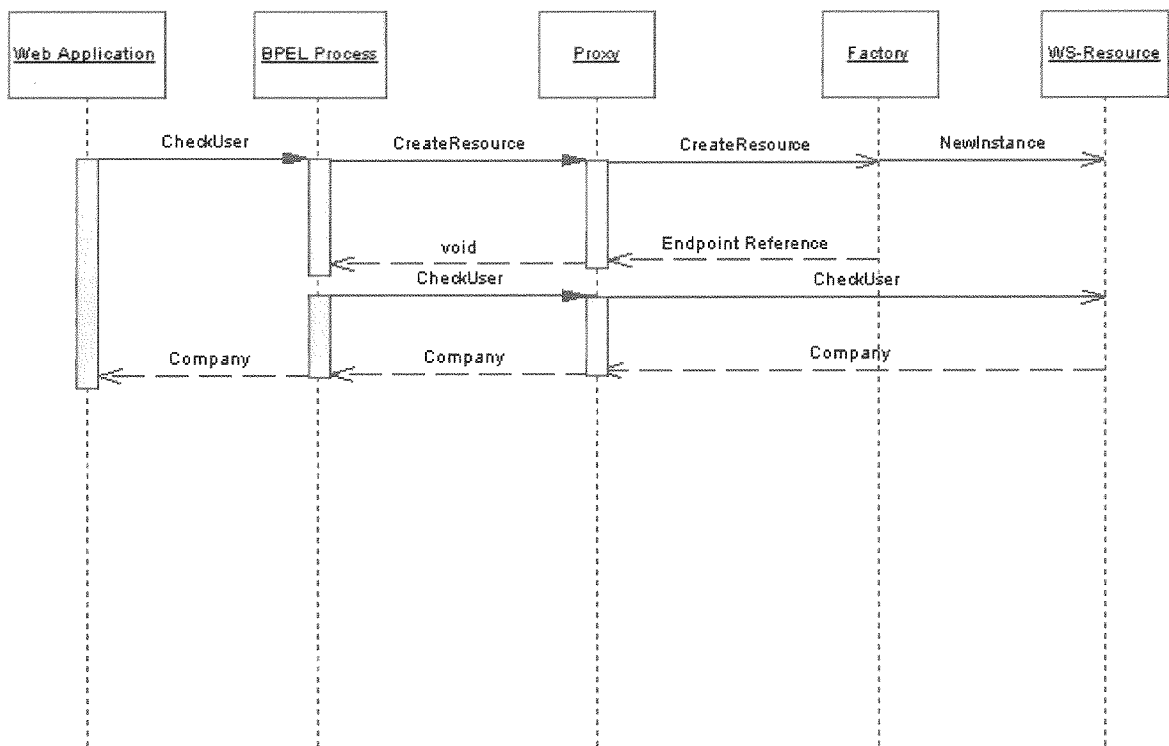 Web Application
BPEL Process
Proxy
Factory
WS-Resource
CheckUser
CreateResource
CreateResource
NewInstance
void
Endpoint Reference
CheckUser
CheckUser
Company
Company
Company